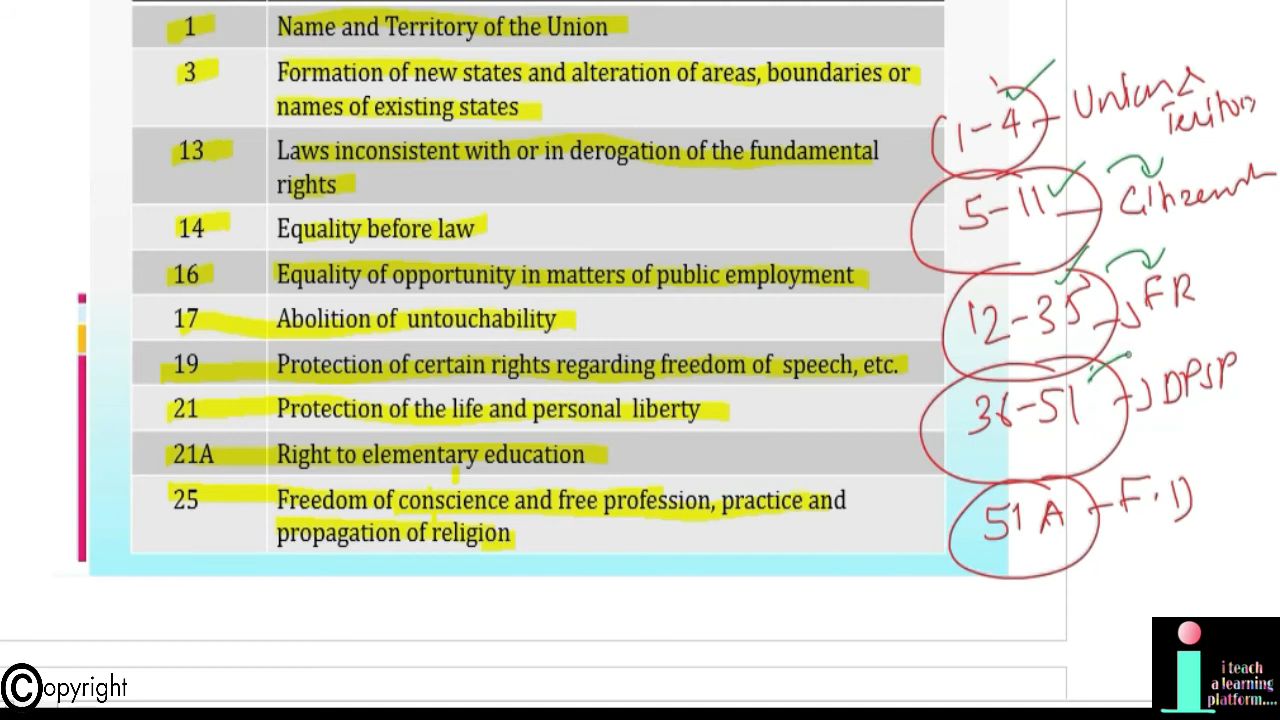 1 Name and Territory of the Union
3 Formation of new states and alteration of areas, boundaries or
names of existing states
13 Laws inconsistent with or in derogation of the fundamental
rights
14 Equality before law
16 Equality of opportunity in matters of public employment
17 Abolition of untouchability
19 Protection of certain rights regarding freedom of speech, etc.
21 Protection of the life and personal liberty
21A Right to elementary education
25 Freedom of conscience and free profession, practice and
propagation of religion
1-4 - Union &
5-11 -
12-35 - FR
36-51 - DPSP
51A - F.D
©opyright
i teach
a learning
platform....